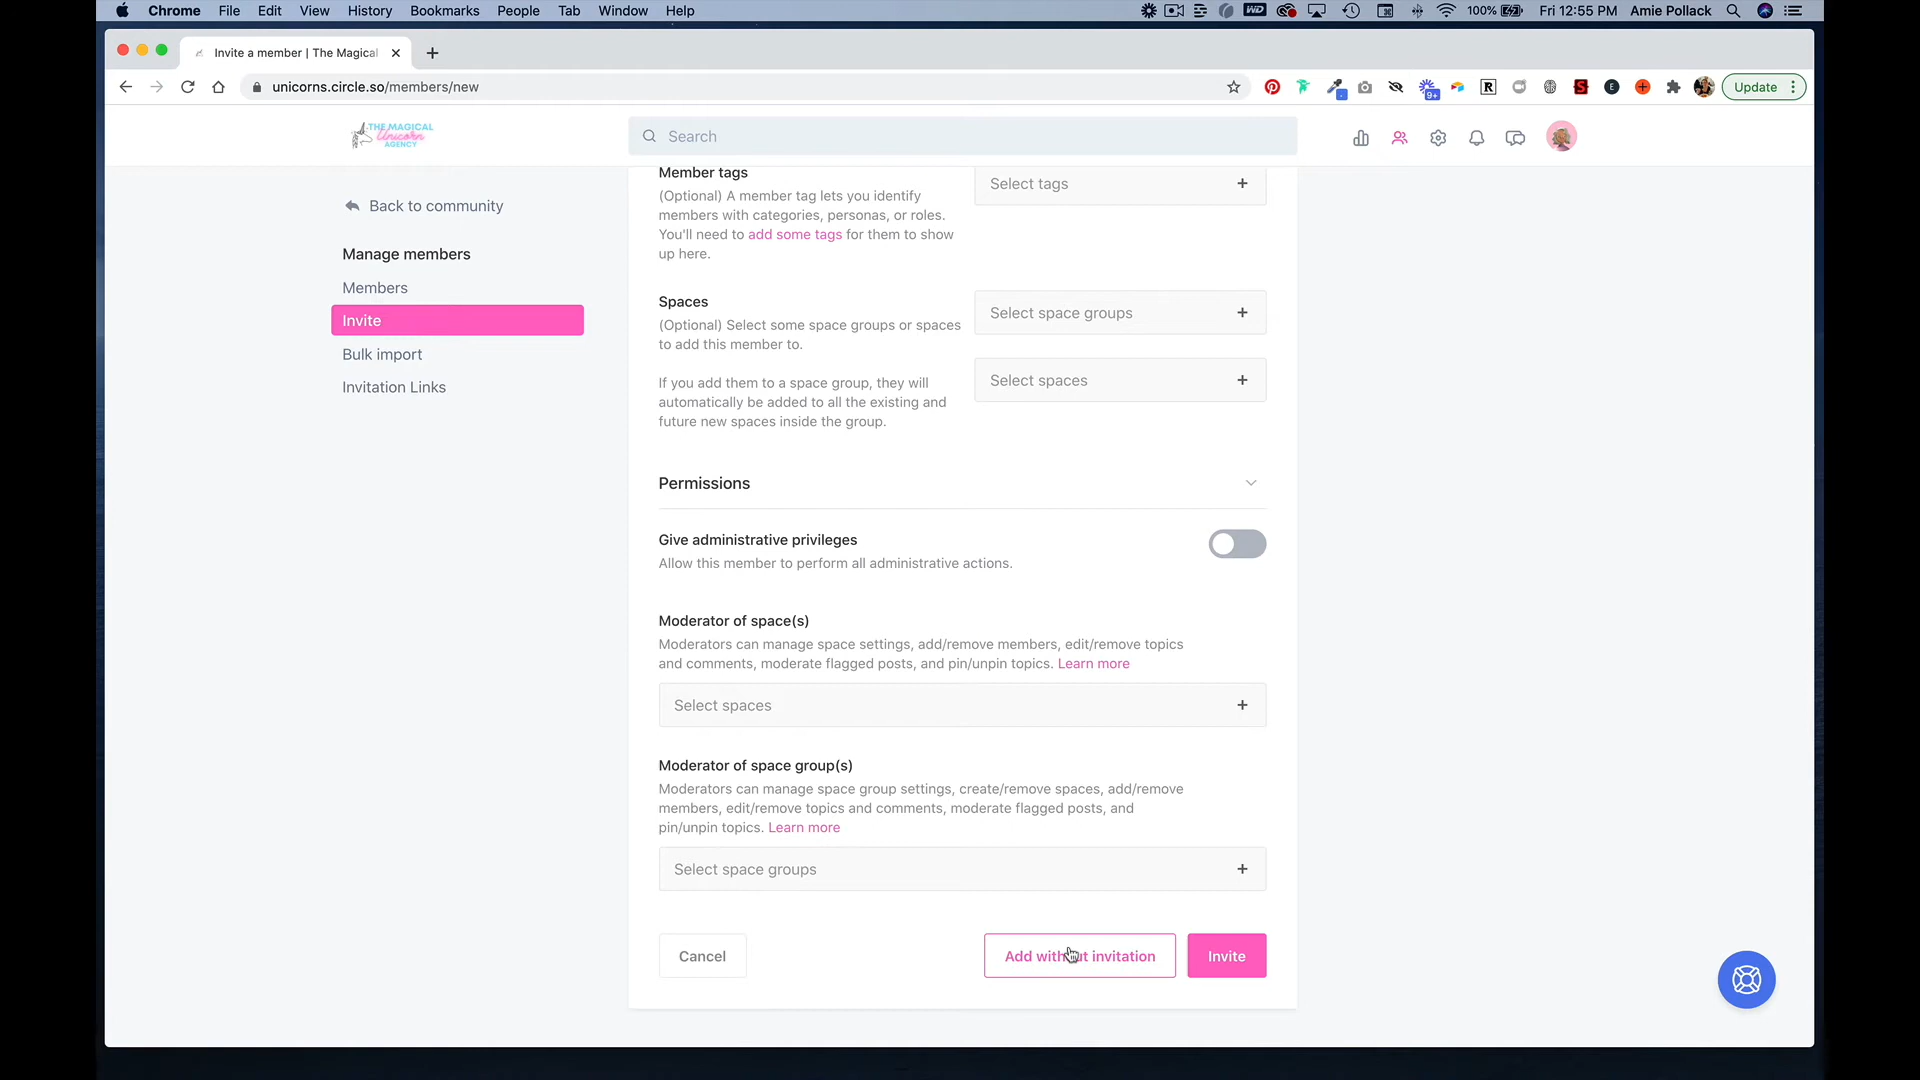 Chrome File Edit View History Bookmarks People Tab Window Help
WD 100% Fri 12:55 PM Amie Pollack
Invite a member | The Magical
unicorns.circle.so/members/new
9+ R S E Update
THE MAGICAL
Unicorn
AGENCY
Search
Back to community
Manage members
Members
Invite
Bulk import
Invitation Links
Member tags
(Optional) A member tag lets you identify
members with categories, personas, or roles.
You'll need to add some tags for them to show
up here.
Select tags
Spaces
(Optional) Select some space groups or spaces
to add this member to.
If you add them to a space group, they will
automatically be added to all the existing and
future new spaces inside the group.
Select space groups
Select spaces
Permissions
Give administrative privileges
Allow this member to perform all administrative actions.
Moderator of space(s)
Moderators can manage space settings, add/remove members, edit/remove topics
and comments, moderate flagged posts, and pin/unpin topics. Learn more
Select spaces
Moderator of space group(s)
Moderators can manage space group settings, create/remove spaces, add/remove
members, edit/remove topics and comments, moderate flagged posts, and
pin/unpin topics. Learn more
Select space groups
Cancel
Add without invitation
Invite